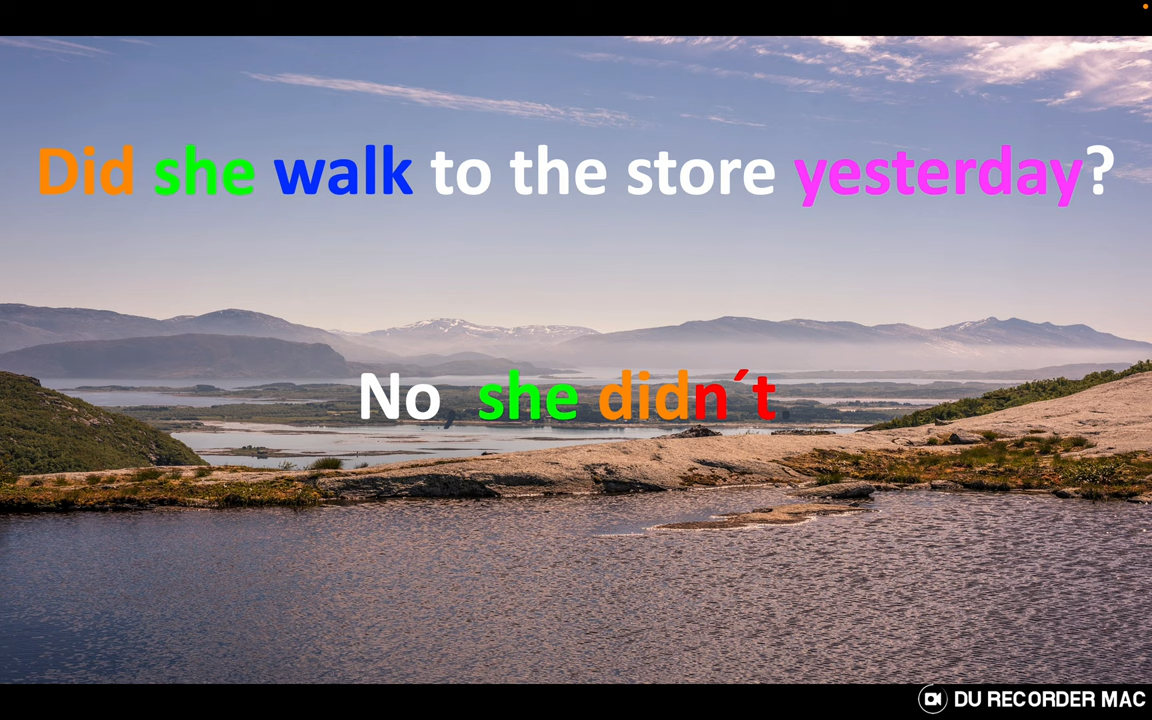 Did she walk to the store yesterday?
No, she didn´t
DU RECORDER MAC